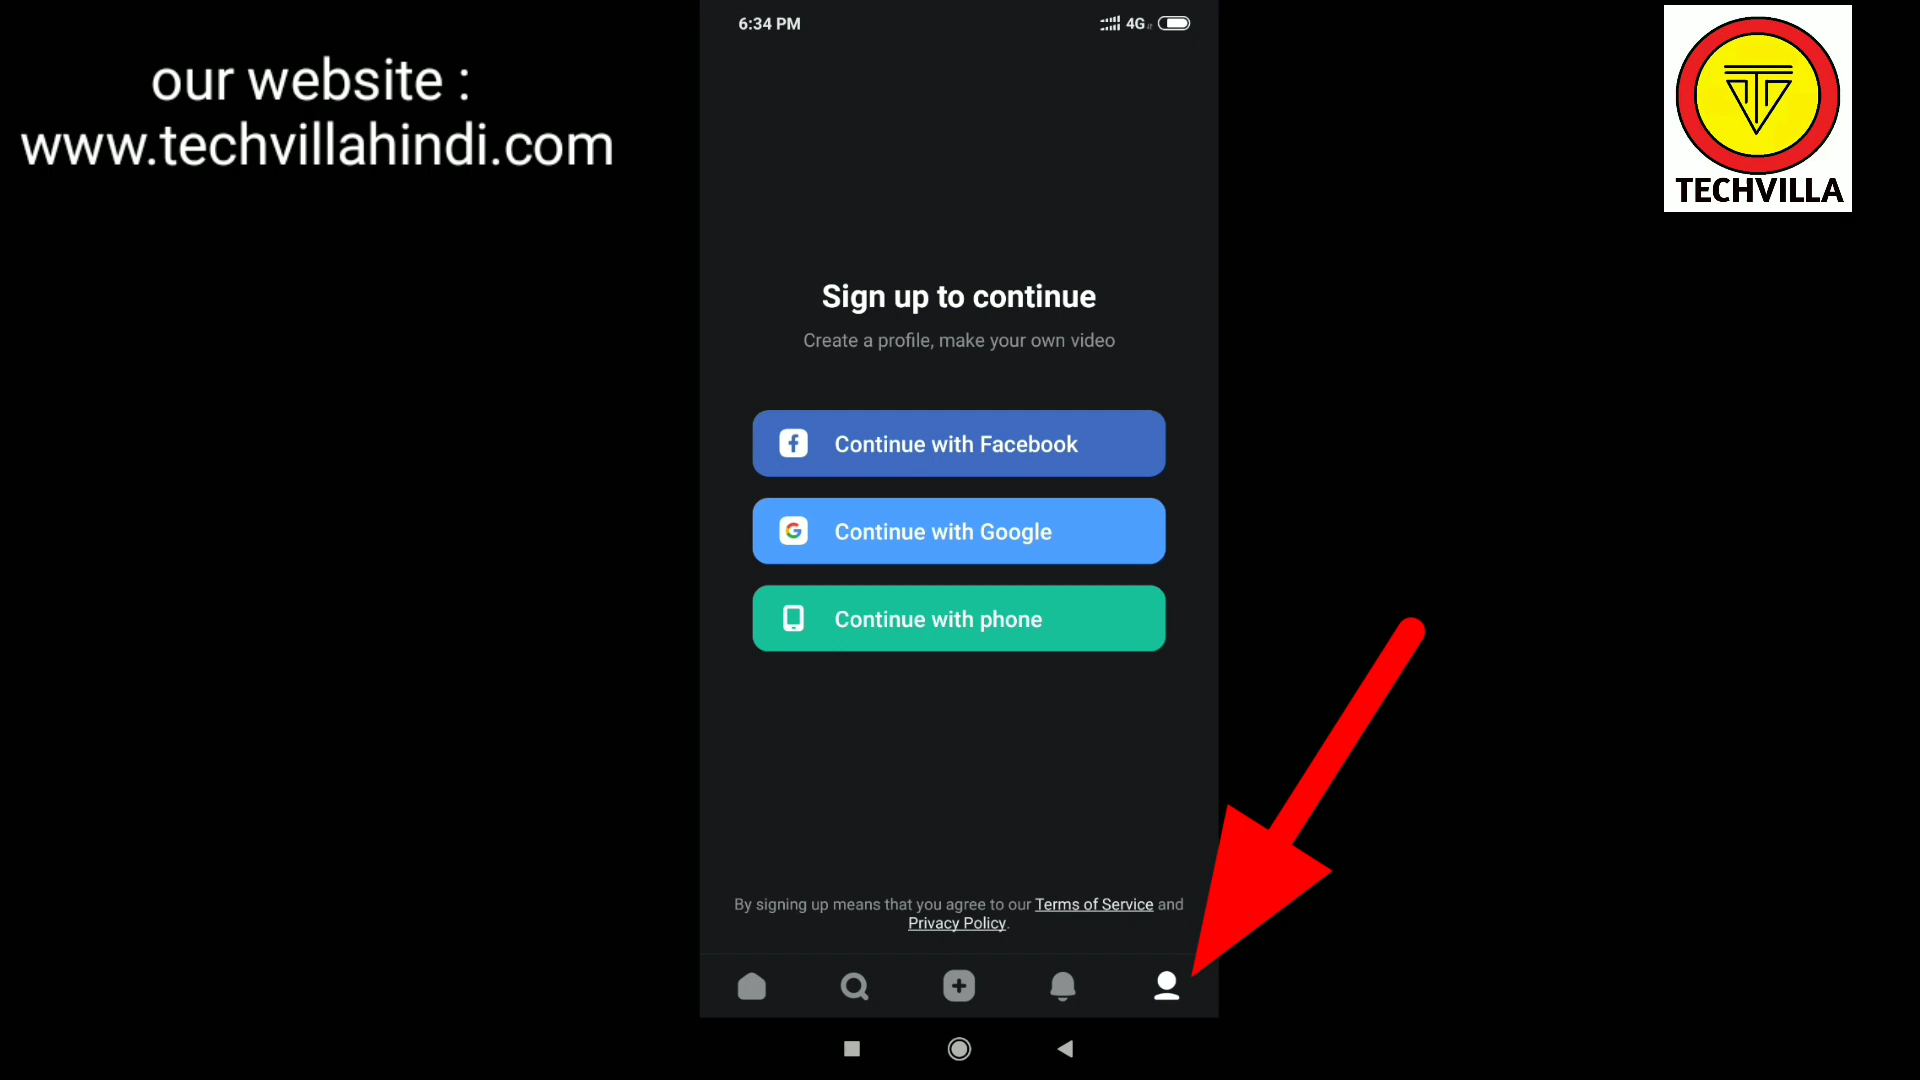 our website :
www.techvillahindi.com
6:34 PM
4G
TECHVILLA
Sign up to continue
Create a profile, make your own video
Continue with Facebook
Continue with Google
Continue with phone
By signing up means that you agree to our Terms of Service and
Privacy Policy.